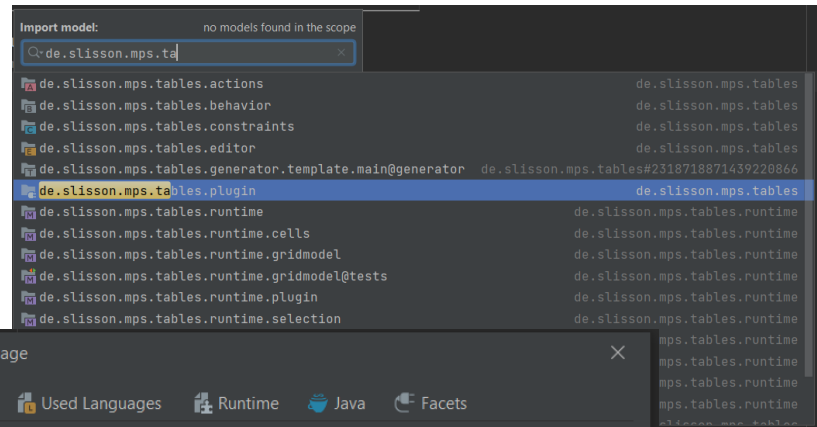 Import model: no models found in the scope
de.slisson.mps.ta
de.slisson.mps.tables.actions de.slisson.mps.tables
de.slisson.mps.tables.behavior de.slisson.mps.tables
de.slisson.mps.tables.constraints de.slisson.mps.tables
de.slisson.mps.tables.editor de.slisson.mps.tables
de.slisson.mps.tables.generator.template.main@generator de.slisson.mps.tables#2318718871439220866
de.slisson.mps.tables.plugin de.slisson.mps.tables
de.slisson.mps.tables.runtime de.slisson.mps.tables.runtime
de.slisson.mps.tables.runtime.cells de.slisson.mps.tables.runtime
de.slisson.mps.tables.runtime.gridmodel de.slisson.mps.tables.runtime
de.slisson.mps.tables.runtime.gridmodel@tests de.slisson.mps.tables.runtime
de.slisson.mps.tables.runtime.plugin de.slisson.mps.tables.runtime
de.slisson.mps.tables.runtime.selection de.slisson.mps.tables.runtime
mps.tables.runtime
age
mps.tables.runtime
mps.tables.runtime
Used Languages Runtime Java Facets
mps.tables.runtime